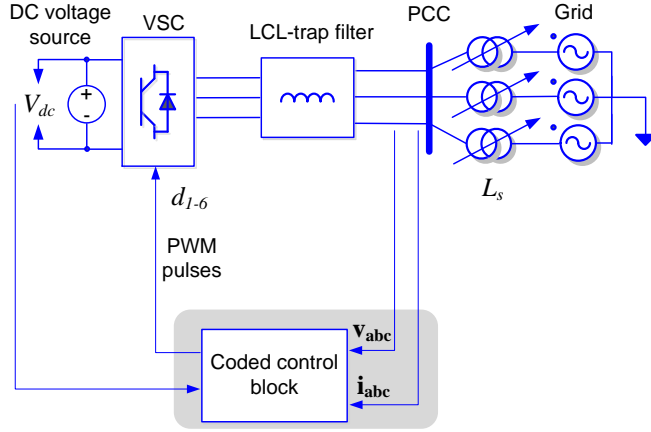 DC voltage
source
VSC
LCL-trap filter
PCC
Grid
V_dc
+
-
L_s
d_1-6
PWM
pulses
v_abc
Coded control
block
i_abc